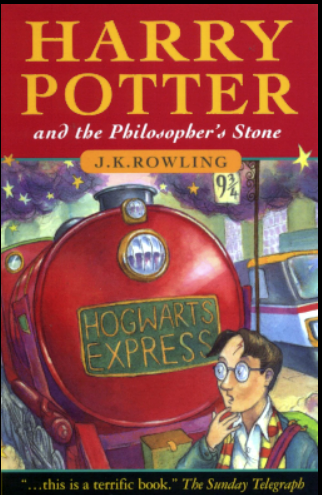 HARRY
POTTER
and the Philosopher's Stone
J.K.ROWLING
9¾
HOGWARTS
EXPRESS
“...this is a terrific book.” The Sunday Telegraph